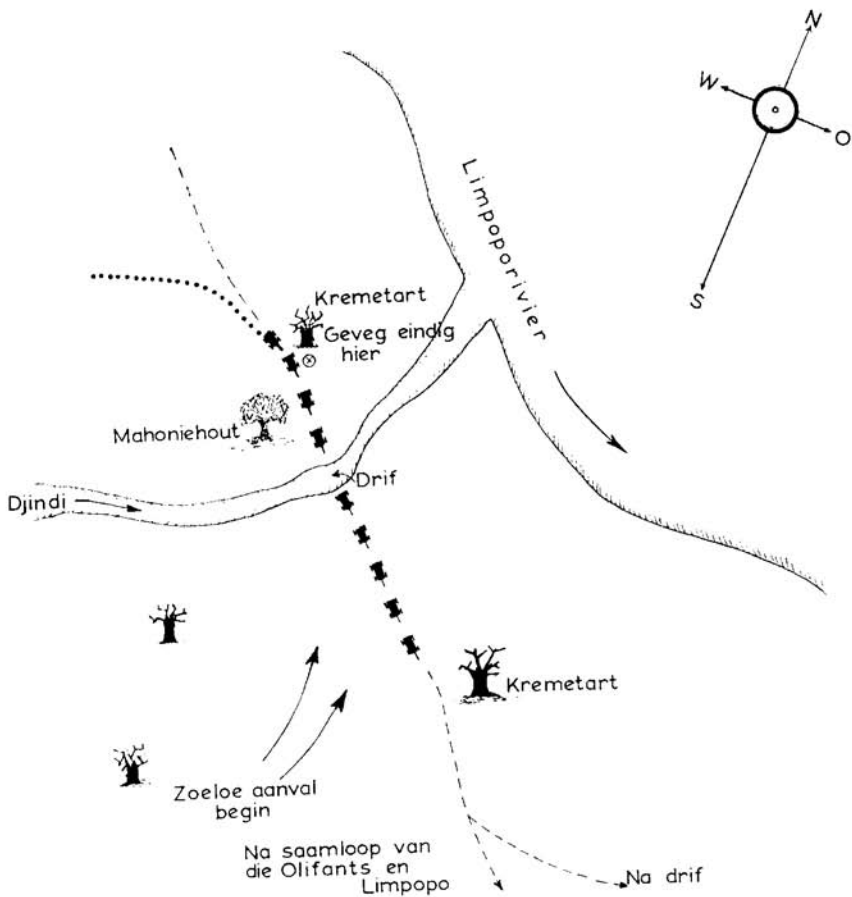 N
W
O
S
Limpoporivier
Kremetart
Geveg eindig
hier
Mahoniehout
Drif
Djindi
Kremetart
Zoeloe aanval
begin
Na saamloop van
die Olifants en
Limpopo
Na drif